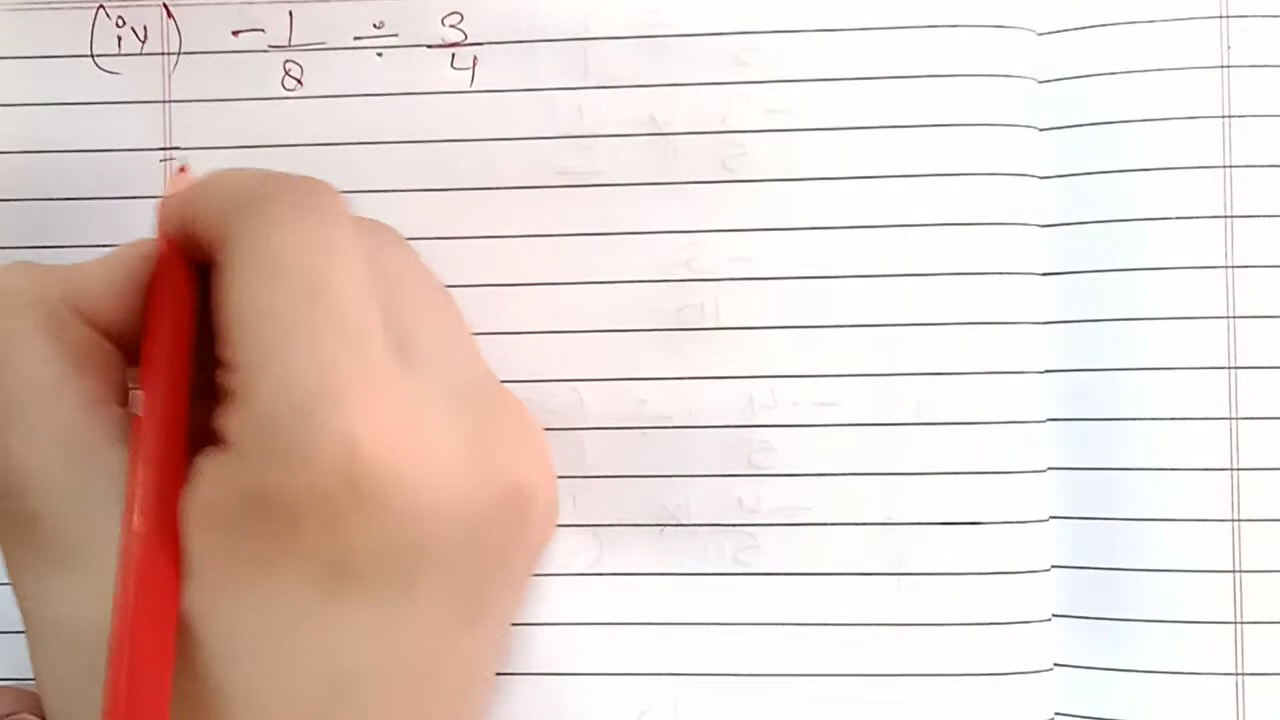 (iv) -1/8 ÷ 3/4
=